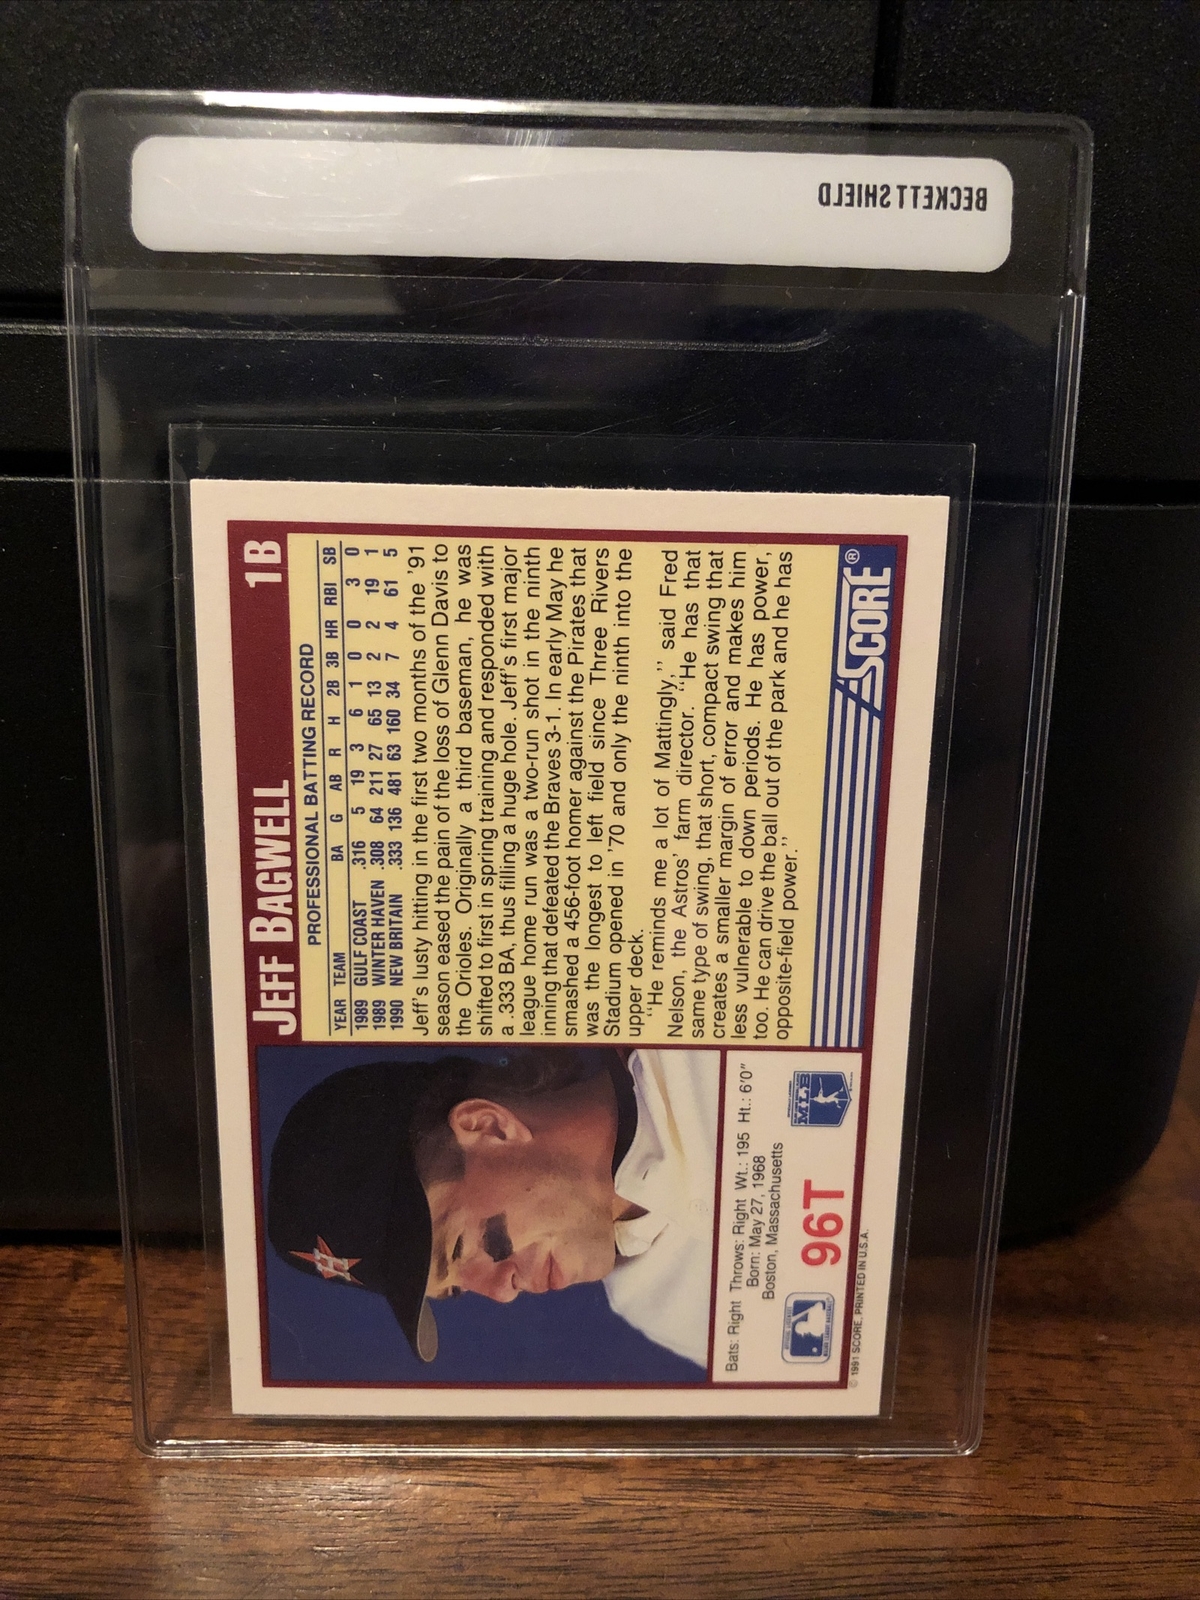 BECKETT SHIELD
JEFF BAGWELL 1B
PROFESSIONAL BATTING RECORD
YEAR TEAM BA G AB R H 2B 3B HR RBI SB
1989 GULF COAST .316 5 19 3 6 1 0 0 3 0
1989 WINTER HAVEN .308 64 211 27 65 13 2 2 19 1
1990 NEW BRITAIN .333 136 481 63 160 34 7 4 61 5
Jeff's lusty hitting in the first two months of the '91
season eased the pain of the loss of Glenn Davis to
the Orioles. Originally a third baseman, he was
shifted to first in spring training and responded with
a .333 BA, thus filling a huge hole. Jeff's first major
league home run was a two-run shot in the ninth
inning that defeated the Braves 3-1. In early May he
smashed a 456-foot homer against the Pirates that
was the longest to left field since Three Rivers
Stadium opened in '70 and only the ninth into the
upper deck.
"He reminds me a lot of Mattingly," said Fred
Nelson, the Astros' farm director. "He has that
same type of swing, that short, compact swing that
creates a smaller margin of error and makes him
less vulnerable to down periods. He has power,
too. He can drive the ball out of the park and he has
opposite-field power."
SCORE®
H
Bats: Right Throws: Right Wt.: 195 Ht.: 6'0"
Born: May 27, 1968
Boston, Massachusetts
96T
MLB
© 1991 SCORE, PRINTED IN U.S.A.